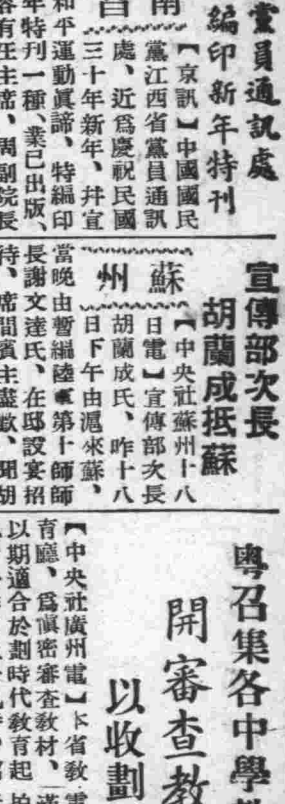 黨員通訊處
編印新年特刊
【京訊】中國國民
黨江西省黨員通訊
處、近爲慶祝民國
三十年新年、幷宣
和平運動眞諦、特編印
年特刊一種、業已出版、
容有汪主席、周副院長
宣傳部次長
胡蘭成抵蘇
蘇州
【中央社蘇州十八
日電】宣傳部次長
胡蘭成氏、昨十八
日下午由滬來蘇、
當晚由暫編陸軍第十師師
長謝文達氏、在邸設宴招
待、席間賓主盡歡、聞胡
粵召集各中學
開審查教
以收劃
【中央社廣州電】本省教
育廳、爲愼密審查教材、
以期適合於劃時代教育起